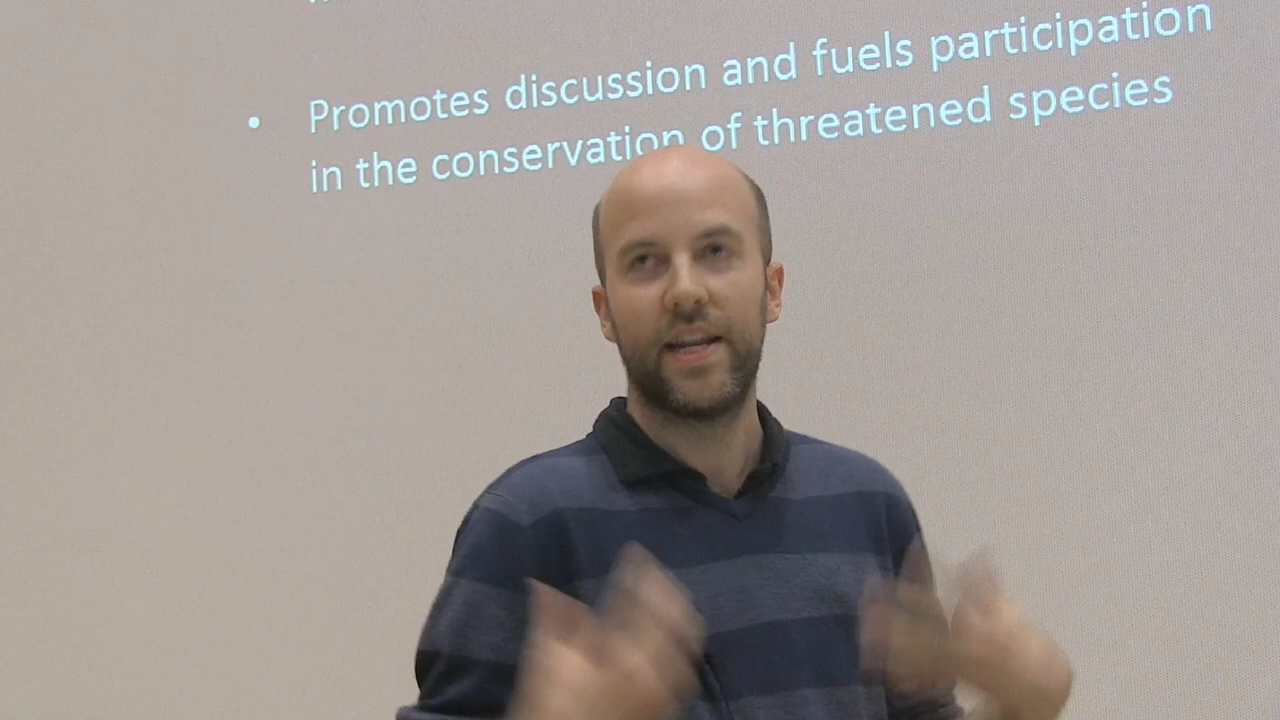 • Promotes discussion and fuels participation
in the conservation of threatened species